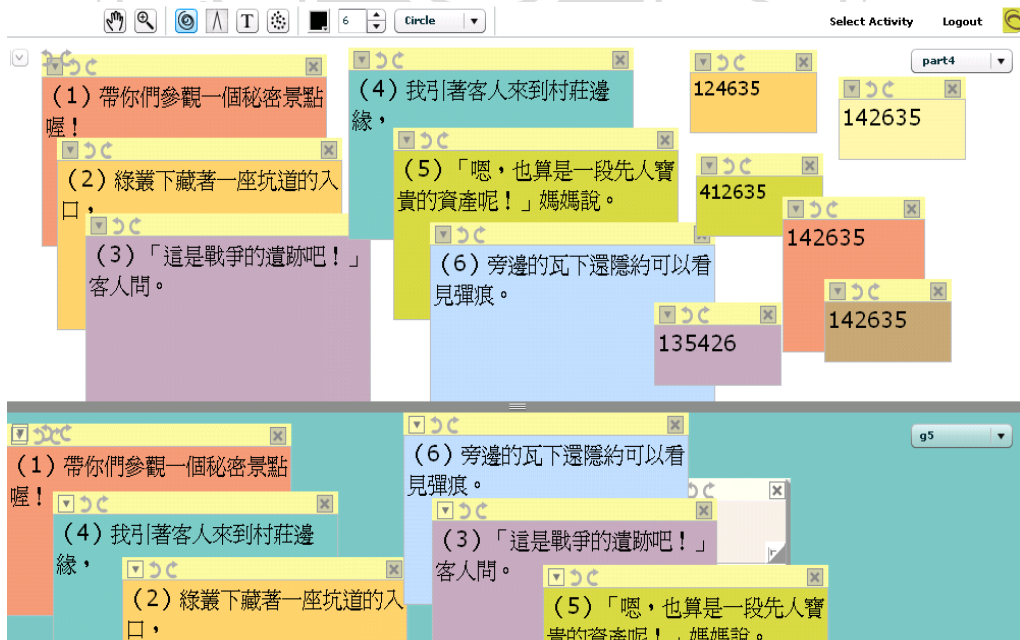 6
Circle
Select Activity
Logout
part4
(1) 帶你們參觀一個秘密景點
喔！
(2) 綠叢下藏著一座坑道的入
口，
(3) 「這是戰爭的遺跡吧！」
客人問。
(4) 我引著客人來到村莊邊
緣，
(5) 「嗯，也算是一段先人寶
貴的資產呢！」媽媽說。
(6) 旁邊的瓦下還隱約可以看
見彈痕。
124635
142635
412635
142635
142635
135426
g5
(1) 帶你們參觀一個秘密景點
喔！
(4) 我引著客人來到村莊邊
緣，
(2) 綠叢下藏著一座坑道的入
口，
(6) 旁邊的瓦下還隱約可以看
見彈痕。
(3) 「這是戰爭的遺跡吧！」
客人問。
(5) 「嗯，也算是一段先人寶
貴的資產呢！」媽媽說。